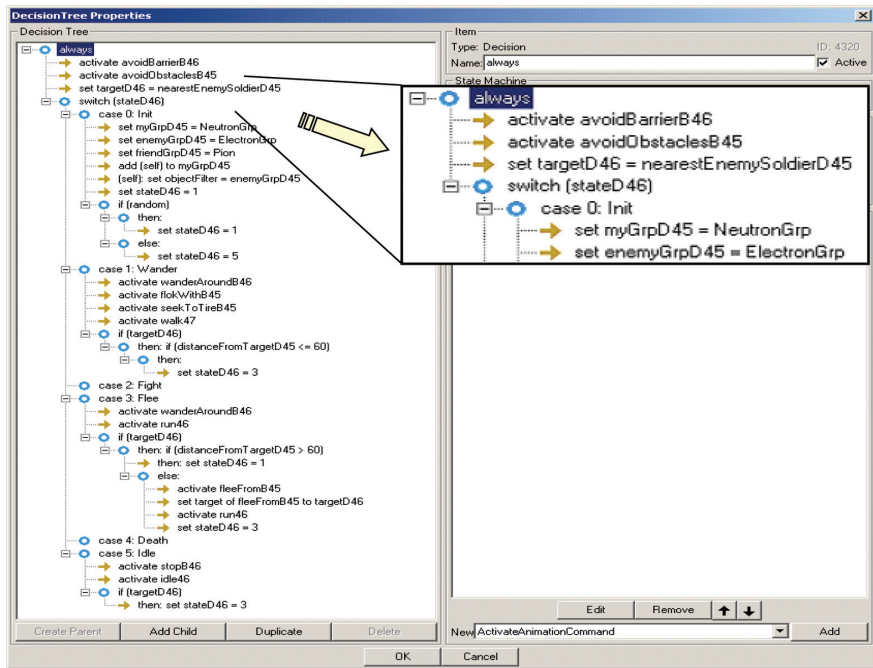 DecisionTree Properties
Decision Tree
always
activate avoidBarrierB46
activate avoidObstaclesB45
set targetD46 = nearestEnemySoldierD45
switch (stateD46)
case 0: Init
set myGrpD45 = NeutronGrp
set enemyGrpD45 = ElectronGrp
set friendGrpD45 = Pion
add (self) to myGrpD45
(self): set objectFilter = enemyGrpD45
set stateD46 = 1
if (random)
then:
set stateD46 = 1
else:
set stateD46 = 5
case 1: Wander
activate wanderAroundB46
activate flokWithB45
activate seekToTireB45
activate walk47
if (targetD46)
then: if (distanceFromTargetD45 <= 60)
then:
set stateD46 = 3
case 2: Fight
case 3: Flee
activate wanderAroundB46
activate run46
if (targetD46)
then: if (distanceFromTargetD45 > 60)
then: set stateD46 = 1
else:
activate fleeFromB45
set target of fleeFromB45 to targetD46
activate run46
set stateD46 = 3
case 4: Death
case 5: Idle
activate stopB46
activate idle46
if (targetD46)
then: set stateD46 = 3
Create Parent
Add Child
Duplicate
Delete
Item
Type: Decision
ID: 4320
Name: always
Active
State Machine
always
activate avoidBarrierB46
activate avoidObstaclesB45
set targetD46 = nearestEnemySoldierD45
switch (stateD46)
case 0: Init
set myGrpD45 = NeutronGrp
set enemyGrpD45 = ElectronGrp
Edit
Remove
New ActivateAnimationCommand
Add
OK
Cancel